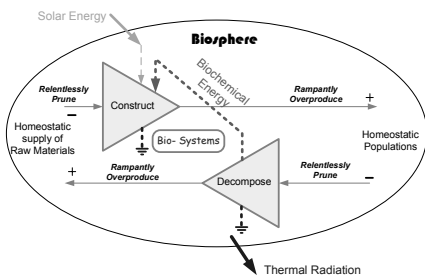 Solar Energy
Biosphere
Relentlessly
Prune
Construct
Biochemical
Energy
Rampantly
Overproduce
+
−
Homeostatic
supply of
Raw Materials
Bio- Systems
Homeostatic
Populations
Rampantly
Overproduce
+
Decompose
Relentlessly
Prune
−
Thermal Radiation